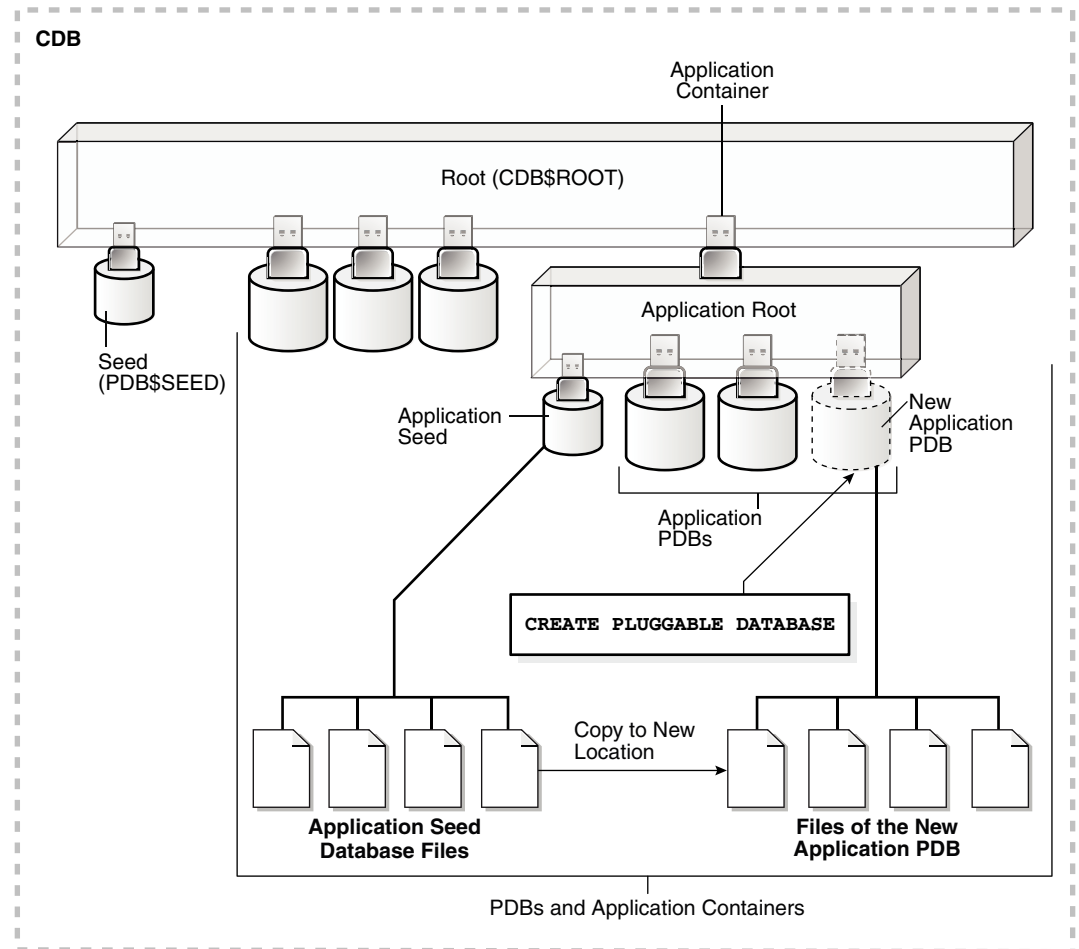 CDB
Application
Container
Root (CDB$ROOT)
Application Root
Seed
(PDB$SEED)
Application
Seed
New
Application
PDB
Application
PDBs
CREATE PLUGGABLE DATABASE
Copy to New
Location
Application Seed
Database Files
Files of the New
Application PDB
PDBs and Application Containers